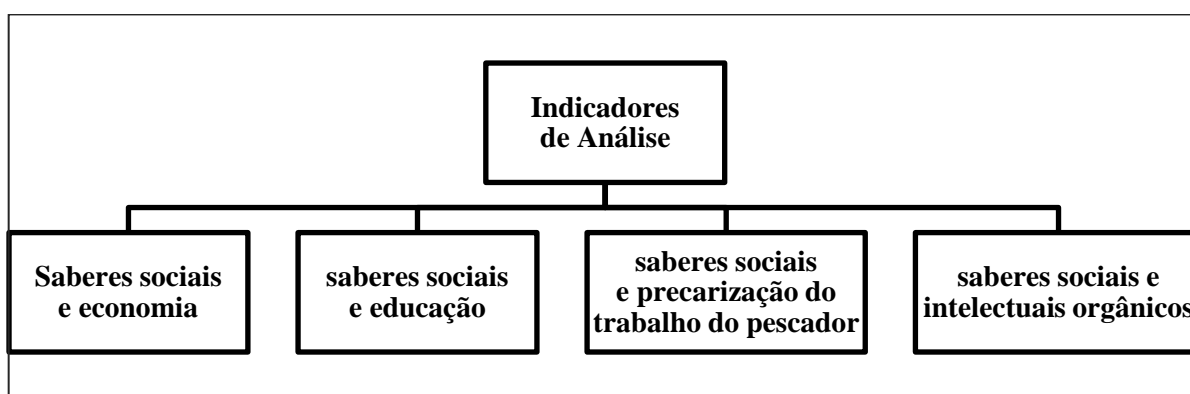 Indicadores
de Análise
Saberes sociais
e economia
saberes sociais
e educação
saberes sociais
e precarização do
trabalho do pescador
saberes sociais e
intelectuais orgânicos